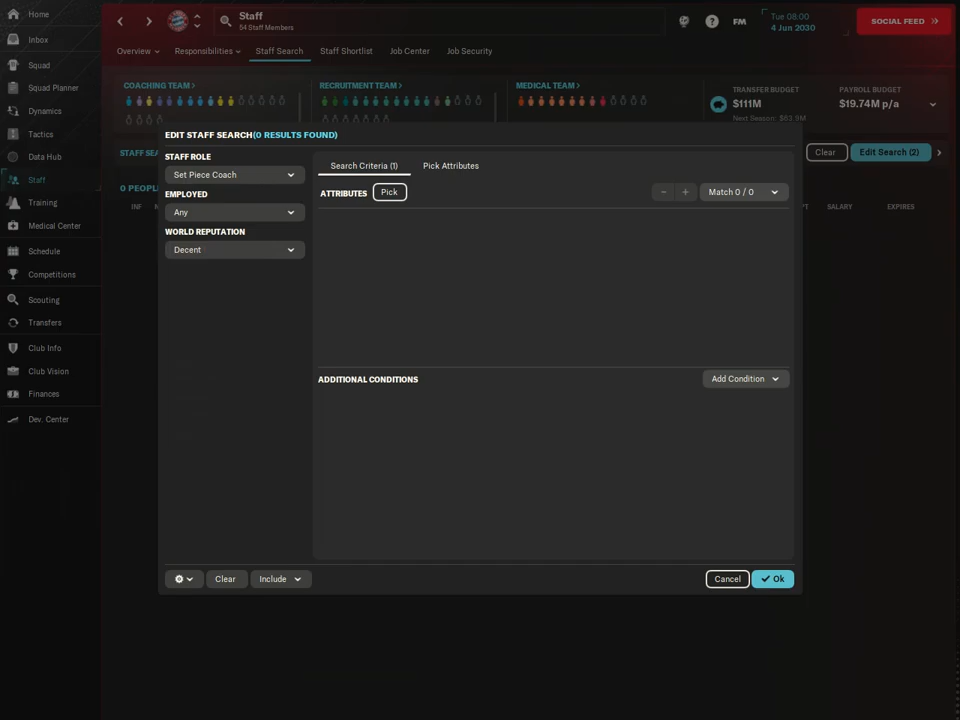 Home
Inbox
Squad
Squad Planner
Dynamics
Tactics
Data Hub
Staff
Training
Medical Center
Schedule
Competitions
Scouting
Transfers
Club Info
Club Vision
Finances
Dev. Center
Staff
54 Staff Members
?
FM
Tue 08:00
4 Jun 2030
SOCIAL FEED
Overview
Responsibilities
Staff Search
Staff Shortlist
Job Center
Job Security
COACHING TEAM
RECRUITMENT TEAM
MEDICAL TEAM
TRANSFER BUDGET
$111M
PAYROLL BUDGET
$19.74M p/a
Clear
Edit Search (2)
INF
SALARY
EXPIRES
EDIT STAFF SEARCH(0 RESULTS FOUND)
STAFF ROLE
Set Piece Coach
EMPLOYED
Any
WORLD REPUTATION
Decent
Search Criteria (1)
Pick Attributes
ATTRIBUTES
Pick
Match 0 / 0
ADDITIONAL CONDITIONS
Add Condition
Clear
Include
Cancel
Ok